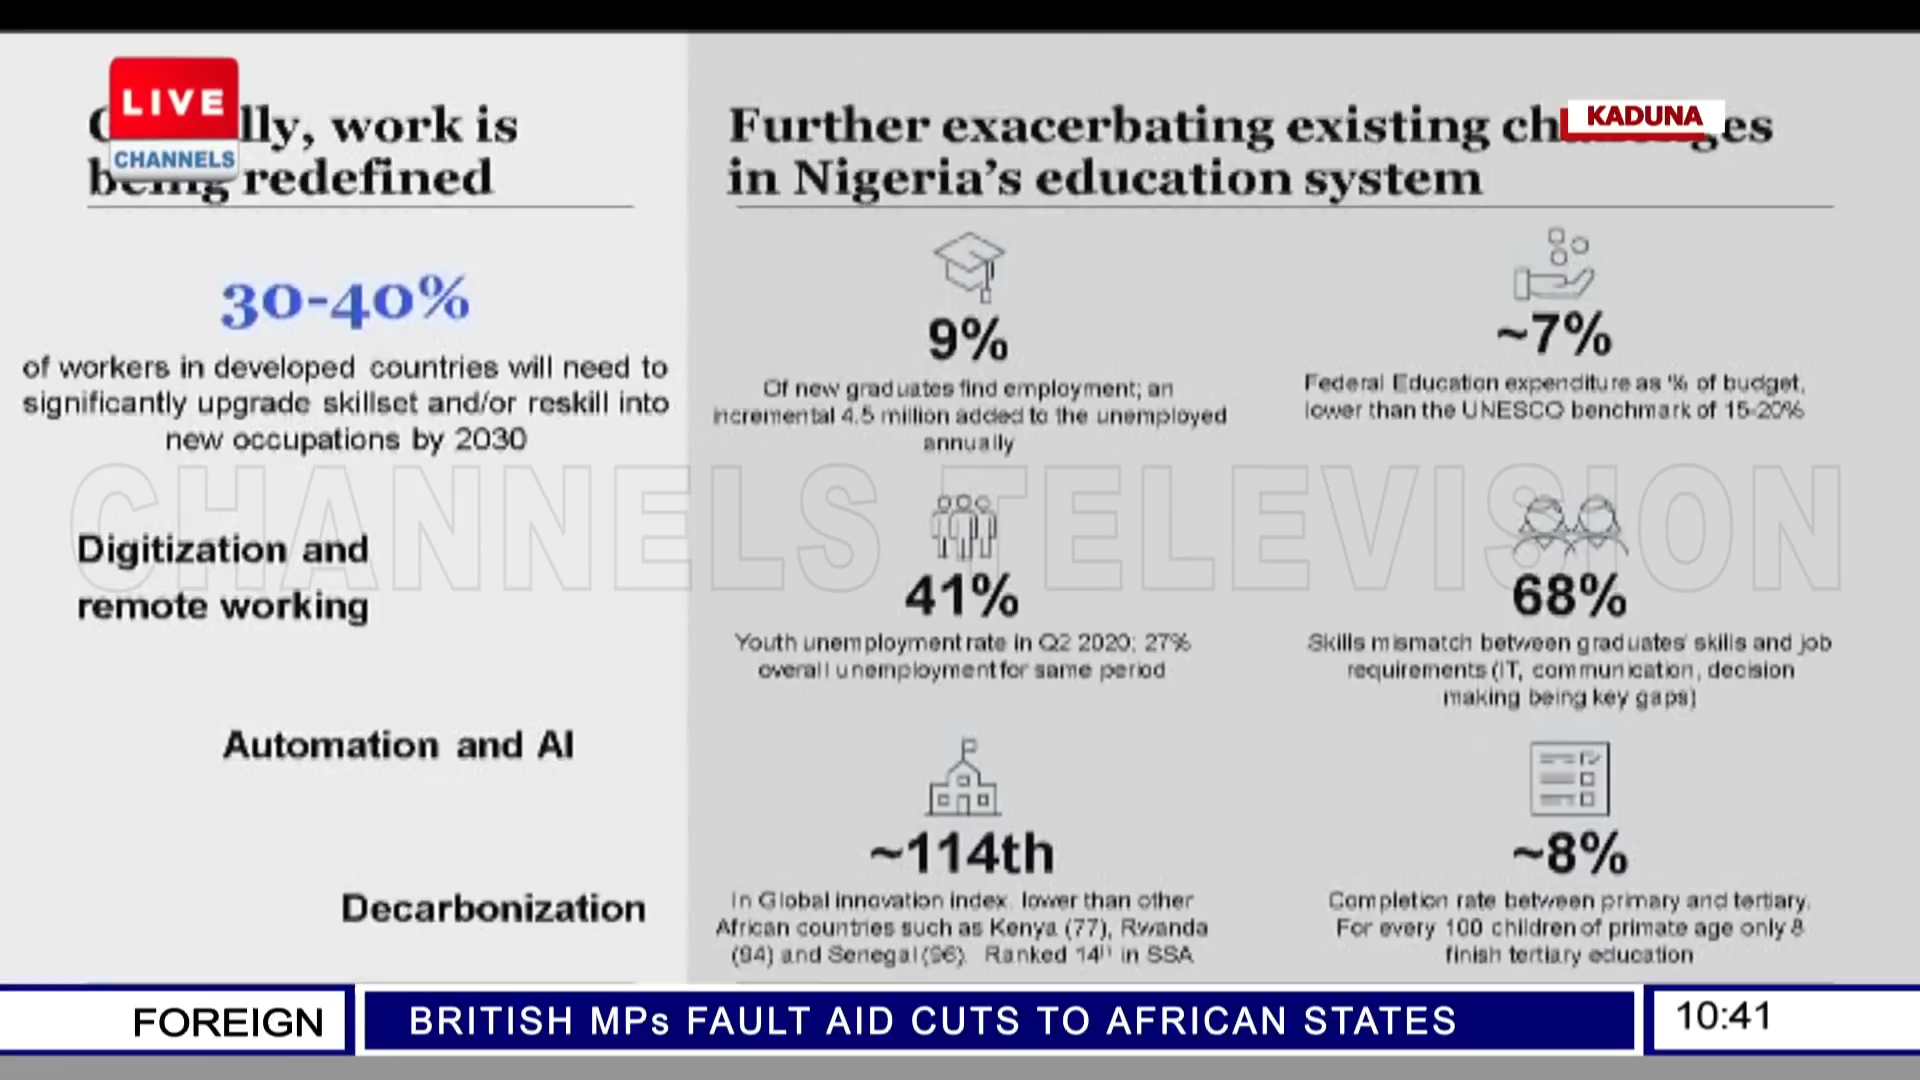 LIVE
CHANNELS
KADUNA
lly, work is
being redefined
30-40%
of workers in developed countries will need to
significantly upgrade skillset and/or reskill into
new occupations by 2030
Digitization and
remote working
Automation and AI
Decarbonization
Further exacerbating existing challenges
in Nigeria's education system
9%
Of new graduates find employment; an
incremental 4.5 million added to the unemployed
annually
~7%
Federal Education expenditure as % of budget,
lower than the UNESCO benchmark of 15-20%
41%
Youth unemployment rate in Q2 2020; 27%
overall unemployment for same period
68%
Skills mismatch between graduates' skills and job
requirements (IT, communication, decision
making being key gaps)
~114th
In Global innovation index, lower than other
African countries such as Kenya (77), Rwanda
(94) and Senegal (96). Ranked 14th in SSA
~8%
Completion rate between primary and tertiary.
For every 100 children of primate age only 8
finish tertiary education
CHANNELS TELEVISION
FOREIGN
BRITISH MPs FAULT AID CUTS TO AFRICAN STATES
10:41